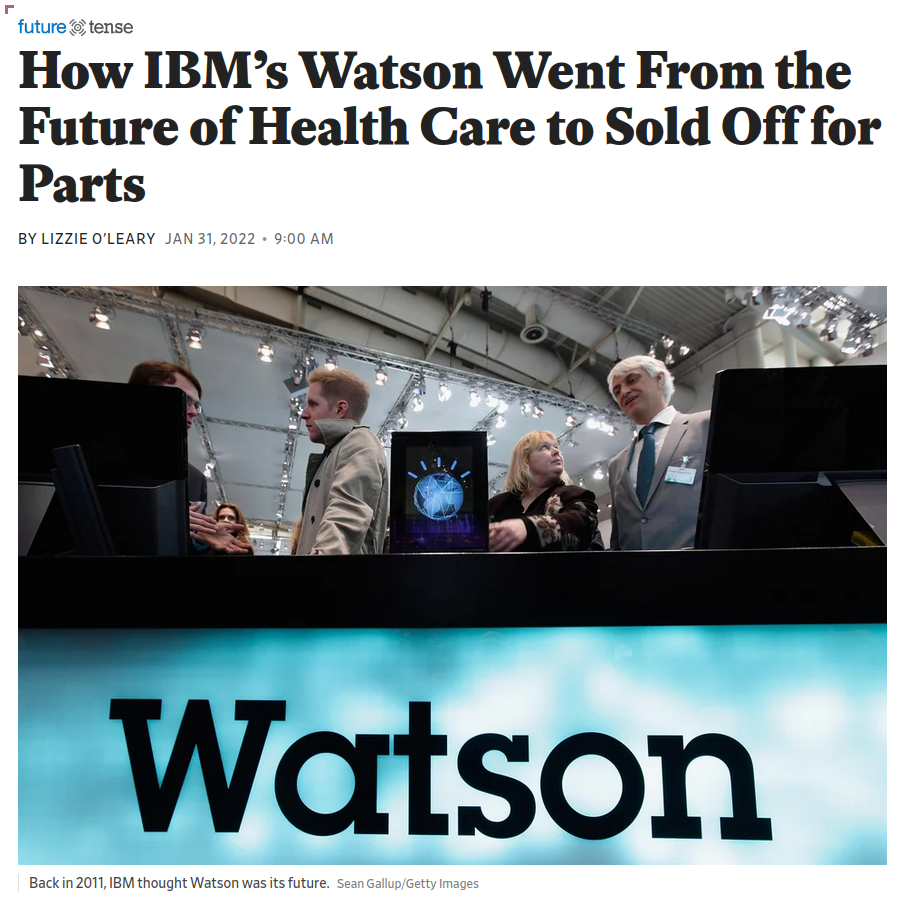 future tense
How IBM’s Watson Went From the
Future of Health Care to Sold Off for
Parts
BY LIZZIE O’LEARY JAN 31, 2022 • 9:00 AM
Watson
Back in 2011, IBM thought Watson was its future. Sean Gallup/Getty Images